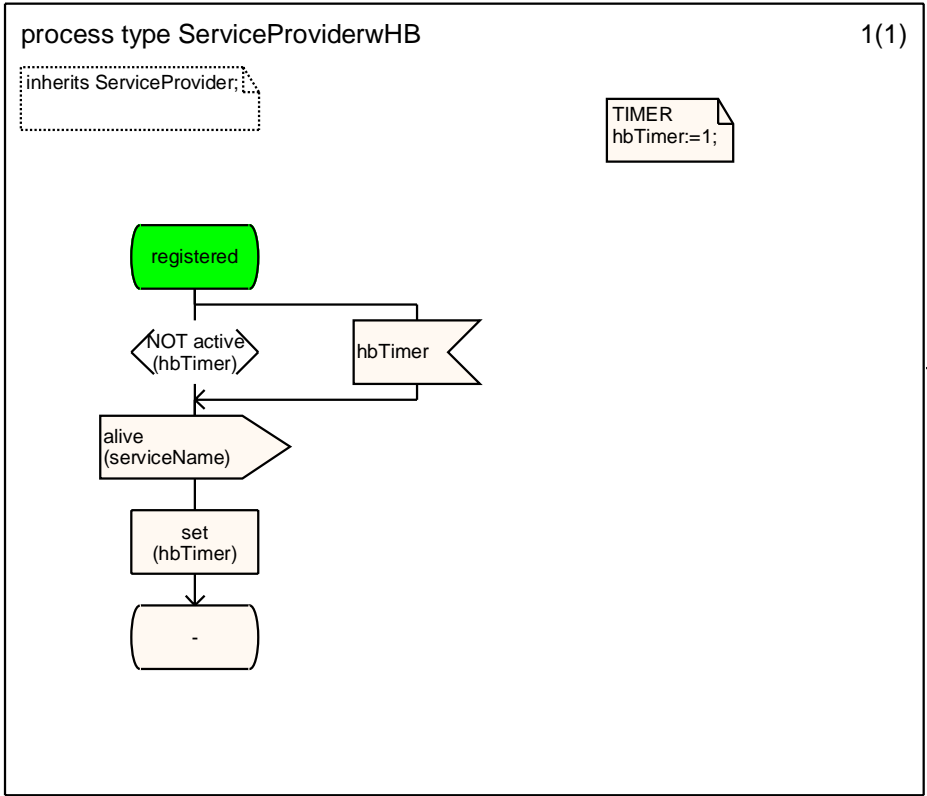 process type ServiceProviderwHB
1(1)
inherits ServiceProvider;
TIMER
hbTimer:=1;
registered
NOT active
(hbTimer)
hbTimer
alive
(serviceName)
set
(hbTimer)
-